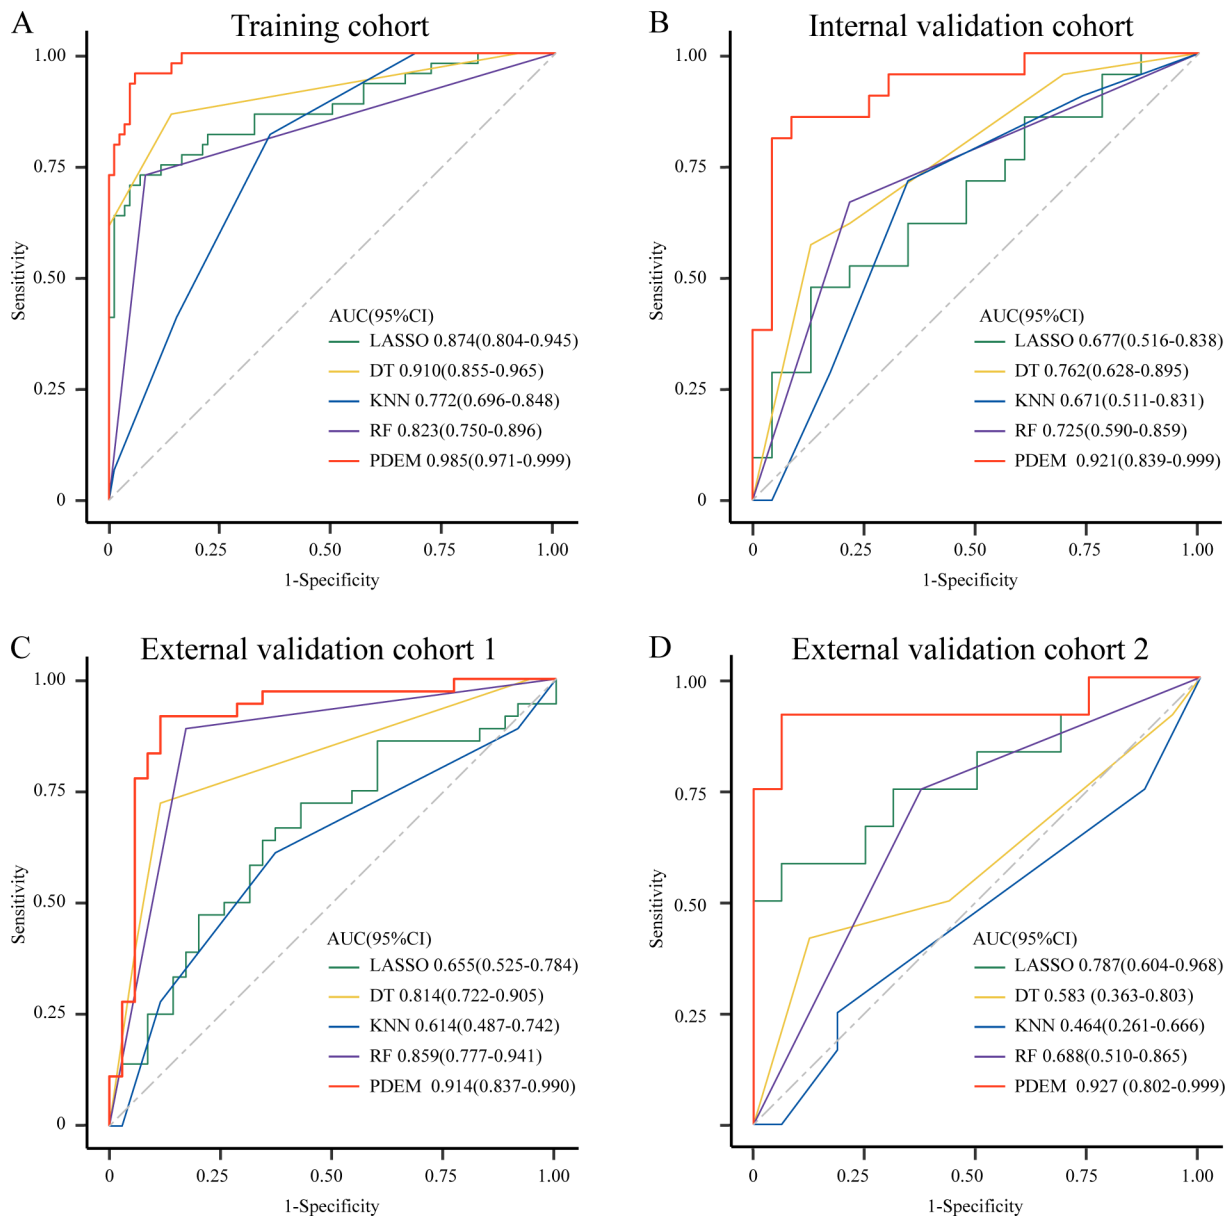 A
Training cohort
1.00
0.75
0.50
0.25
0
Sensitivity
AUC(95%CI)
LASSO 0.874(0.804-0.945)
DT 0.910(0.855-0.965)
KNN 0.772(0.696-0.848)
RF 0.823(0.750-0.896)
PDEM 0.985(0.971-0.999)
0 0.25 0.50 0.75 1.00
1-Specificity
B
Internal validation cohort
1.00
0.75
0.50
0.25
0
Sensitivity
AUC(95%CI)
LASSO 0.677(0.516-0.838)
DT 0.762(0.628-0.895)
KNN 0.671(0.511-0.831)
RF 0.725(0.590-0.859)
PDEM 0.921(0.839-0.999)
0 0.25 0.50 0.75 1.00
1-Specificity
C
External validation cohort 1
1.00
0.75
0.50
0.25
0
Sensitivity
AUC(95%CI)
LASSO 0.655(0.525-0.784)
DT 0.814(0.722-0.905)
KNN 0.614(0.487-0.742)
RF 0.859(0.777-0.941)
PDEM 0.914(0.837-0.990)
0 0.25 0.50 0.75 1.00
1-Specificity
D
External validation cohort 2
1.00
0.75
0.50
0.25
Sensitivity
AUC(95%CI)
LASSO 0.787(0.604-0.968)
DT 0.583 (0.363-0.803)
KNN 0.464(0.261-0.666)
RF 0.688(0.510-0.865)
PDEM 0.927 (0.802-0.999)
0 0.25 0.50 0.75 1.00
1-Specificity